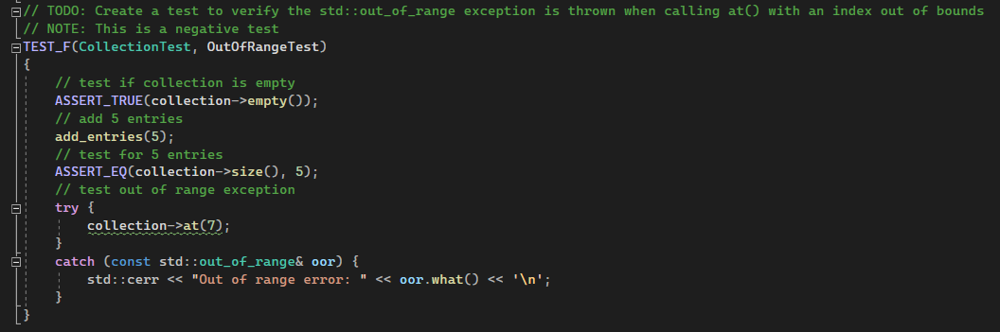 // TODO: Create a test to verify the std::out_of_range exception is thrown when calling at() with an index out of bounds
// NOTE: This is a negative test
TEST_F(CollectionTest, OutOfRangeTest)
{
    // test if collection is empty
    ASSERT_TRUE(collection->empty());
    // add 5 entries
    add_entries(5);
    // test for 5 entries
    ASSERT_EQ(collection->size(), 5);
    // test out of range exception
    try {
        collection->at(7);
    }
    catch (const std::out_of_range& oor) {
        std::cerr << "Out of range error: " << oor.what() << '\n';
    }
}